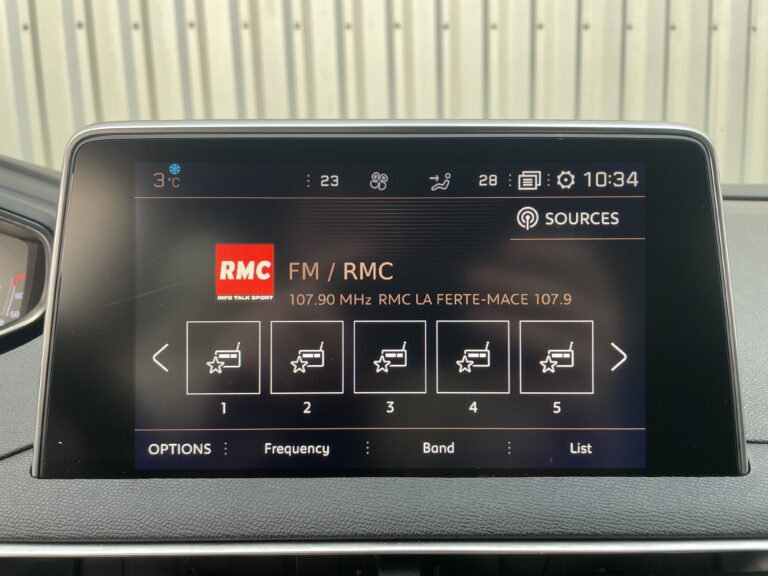 3°C 23 28 10:34
SOURCES
RMC
INFO TALK SPORT
FM / RMC
107.90 MHz RMC LA FERTE-MACE 107.9
1 2 3 4 5
OPTIONS Frequency Band List